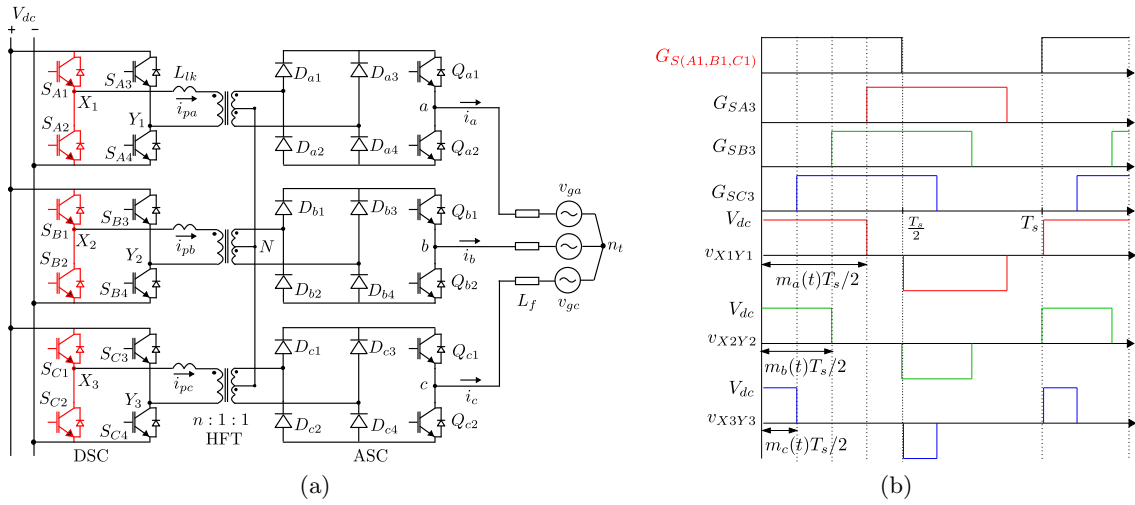 V_dc
+ −
S_A1
S_A2
S_A3
S_A4
X_1
Y_1
L_lk
i_pa
D_a1
D_a2
D_a3
D_a4
Q_a1
Q_a2
a
i_a
S_B1
S_B2
S_B3
S_B4
X_2
Y_2
i_pb
N
D_b1
D_b2
D_b3
D_b4
Q_b1
Q_b2
b
i_b
v_ga
n_t
L_f
v_gc
S_C1
S_C2
S_C3
S_C4
X_3
Y_3
i_pc
n : 1 : 1
HFT
D_c1
D_c2
D_c3
D_c4
Q_c1
Q_c2
c
i_c
DSC
ASC
(a)
G_S(A1,B1,C1)
G_SA3
G_SB3
G_SC3
V_dc
T_s/2
T_s
v_X1Y1
m_a(t)T_s/2
V_dc
v_X2Y2
m_b(t)T_s/2
V_dc
v_X3Y3
m_c(t)T_s/2
(b)